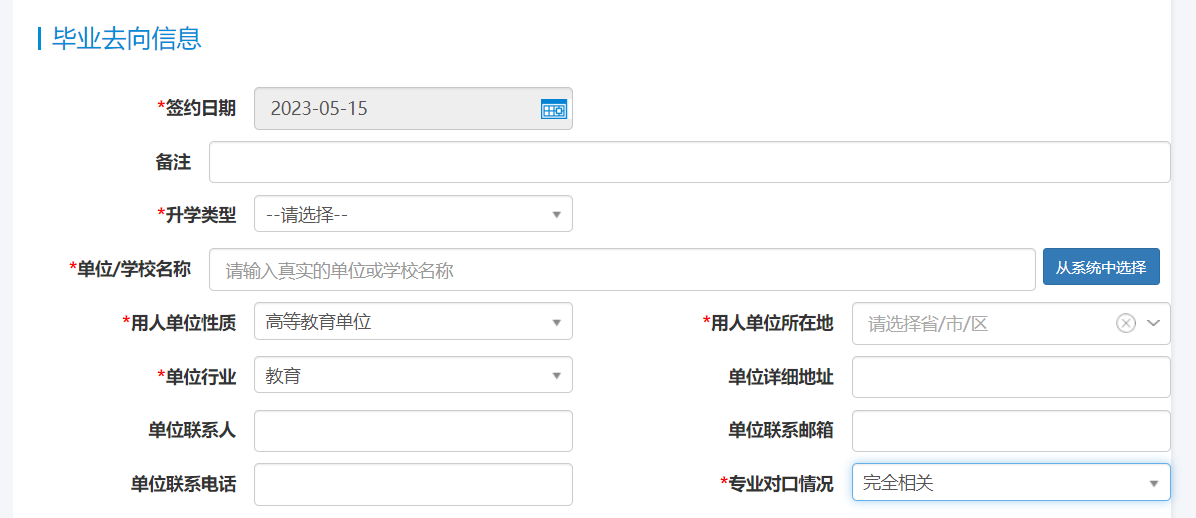 毕业去向信息
*签约日期 2023-05-15
备注
*升学类型 --请选择--
*单位/学校名称 请输入真实的单位或学校名称 从系统中选择
*用人单位性质 高等教育单位 *用人单位所在地 请选择省/市/区
*单位行业 教育 单位详细地址
单位联系人 单位联系邮箱
单位联系电话 *专业对口情况 完全相关